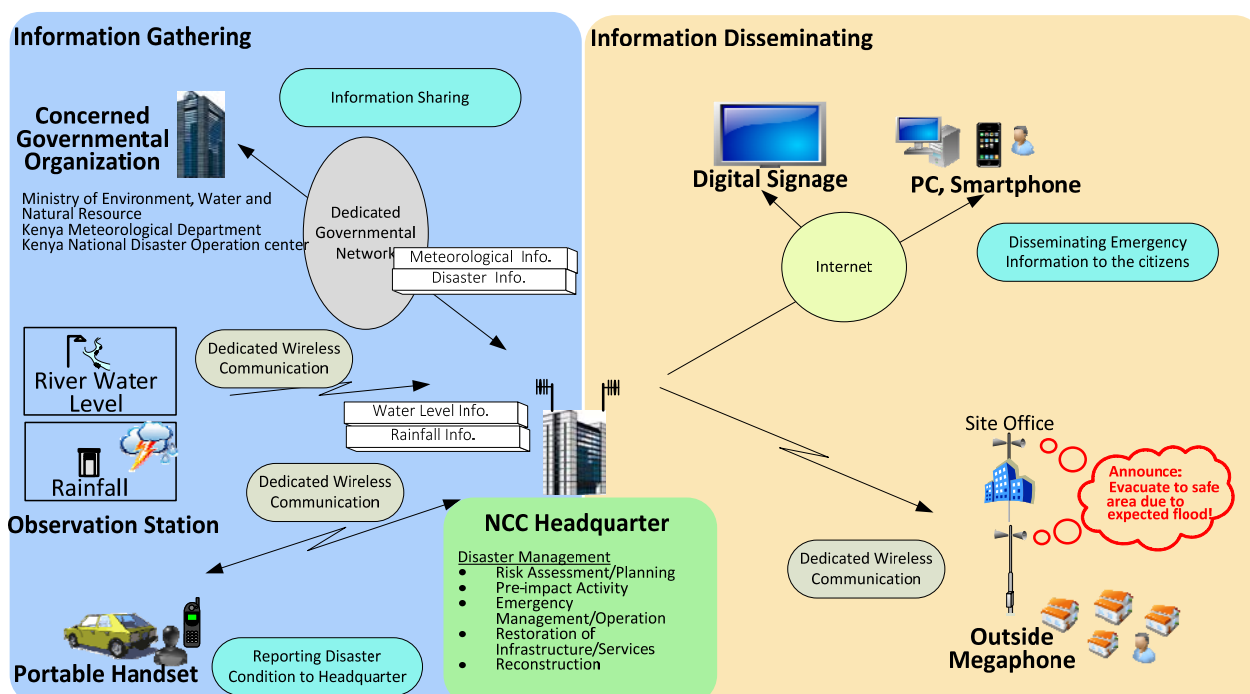 Information Gathering
Information Sharing
Concerned
Governmental
Organization
Ministry of Environment, Water and
Natural Resource
Kenya Meteorological Department
Kenya National Disaster Operation center
Dedicated
Governmental
Network
Meteorological Info.
Disaster Info.
River Water
Level
Dedicated Wireless
Communication
Water Level Info.
Rainfall Info.
Rainfall
Observation Station
Dedicated Wireless
Communication
Portable Handset
Reporting Disaster
Condition to Headquarter
NCC Headquarter
Disaster Management
● Risk Assessment/Planning
● Pre-impact Activity
● Emergency
Management/Operation
● Restoration of
Infrastructure/Services
● Reconstruction
Information Disseminating
Digital Signage
PC, Smartphone
Internet
Disseminating Emergency
Information to the citizens
Site Office
Announce:
Evacuate to safe
area due to
expected flood!
Dedicated Wireless
Communication
Outside
Megaphone